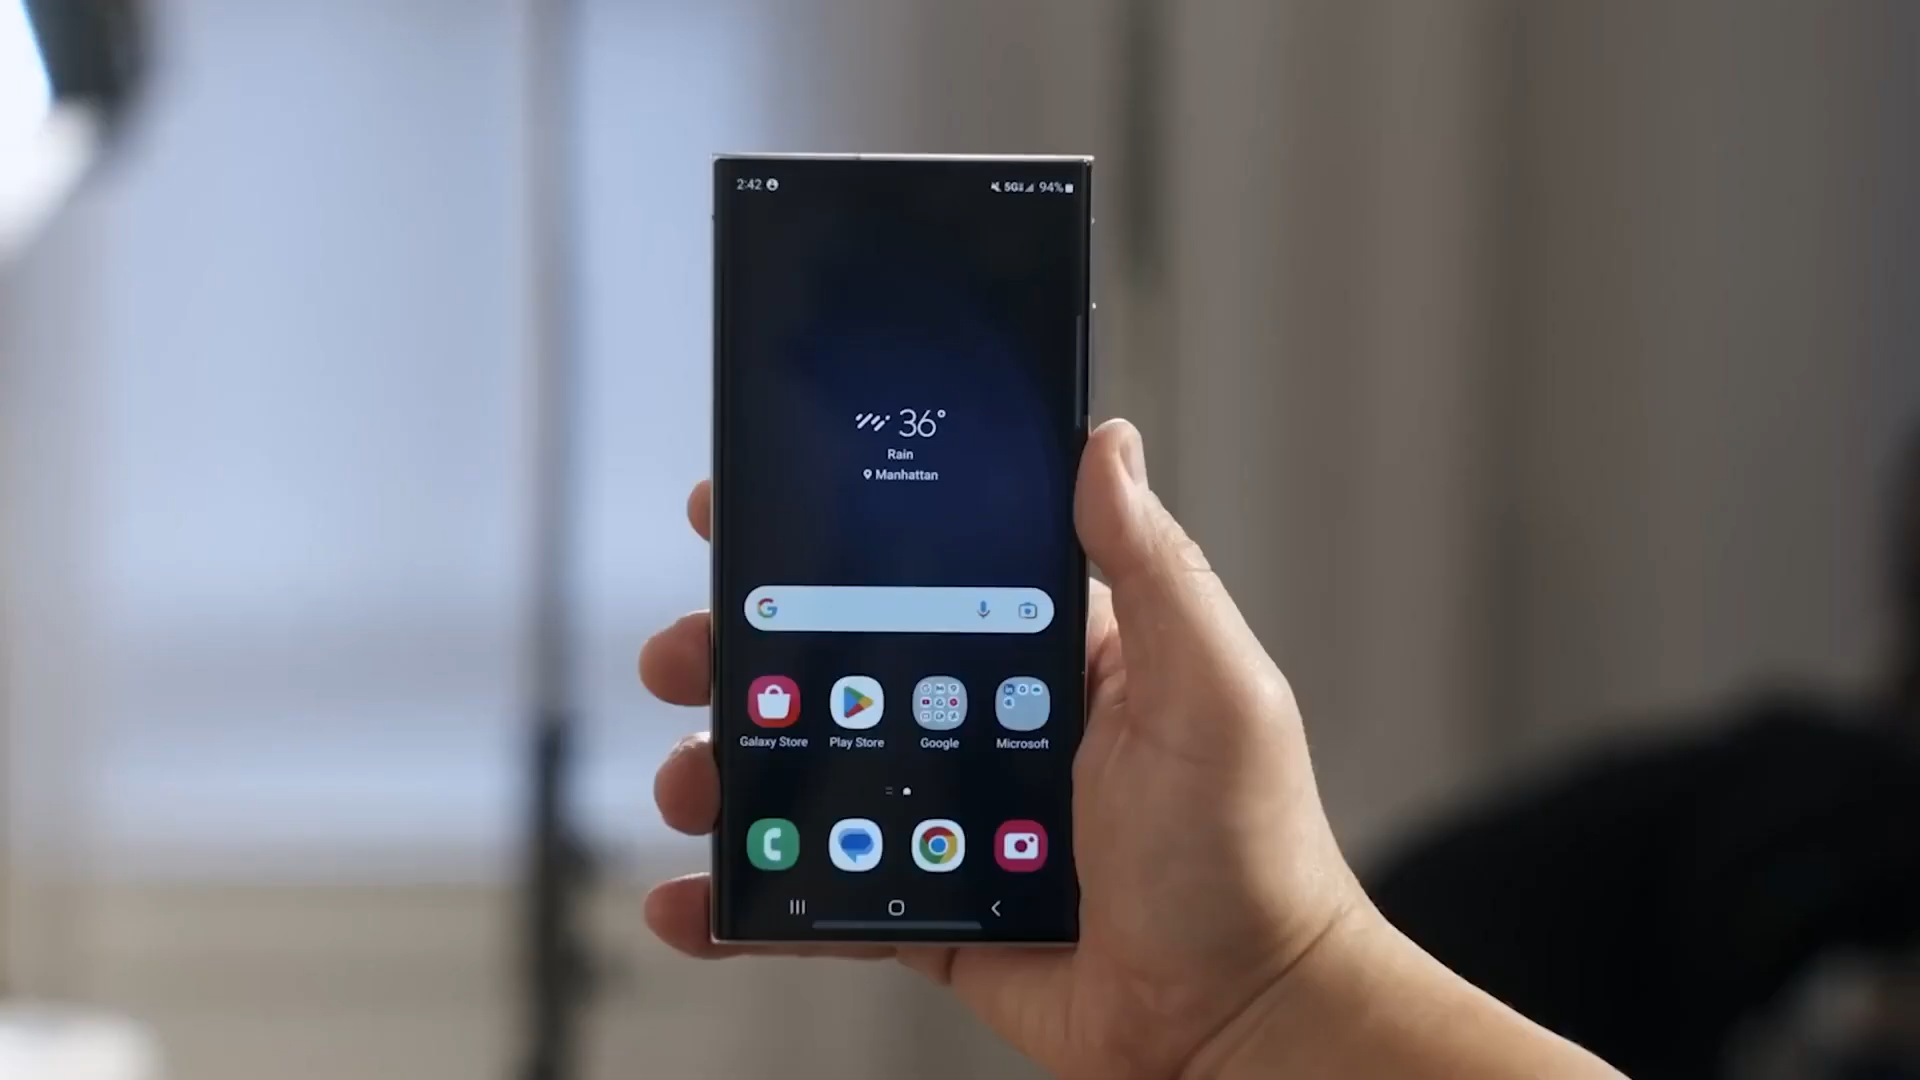 2:42
5G 94%
36°
Rain
Manhattan
G
Galaxy Store Play Store Google Microsoft